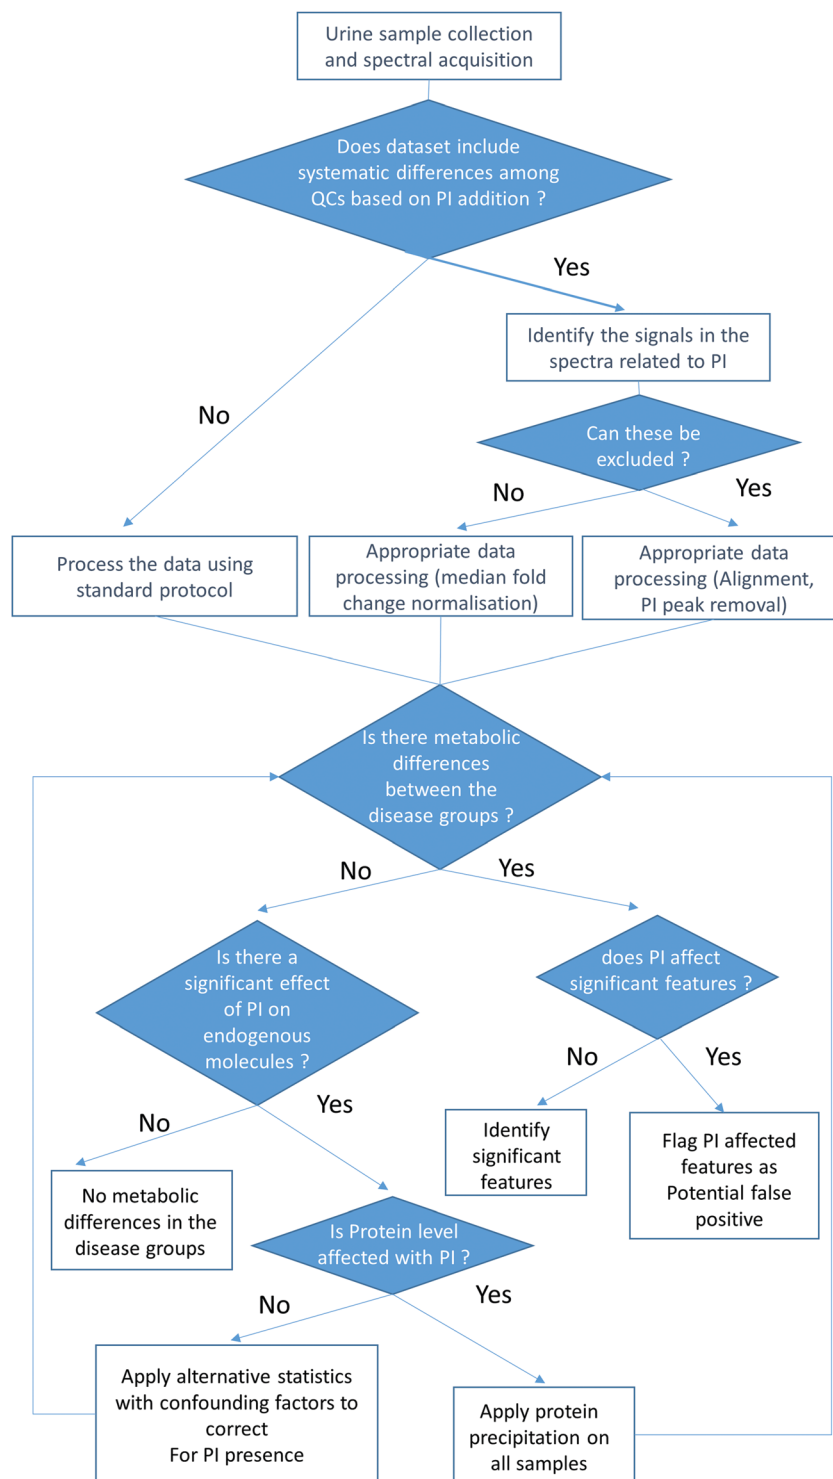 Urine sample collection
and spectral acquisition
Does dataset include
systematic differences among
QCs based on PI addition ?
Yes
Identify the signals in the
spectra related to PI
No
Can these be
excluded ?
No
Yes
Process the data using
standard protocol
Appropriate data
processing (median fold
change normalisation)
Appropriate data
processing (Alignment,
PI peak removal)
Is there metabolic
differences
between the
disease groups ?
No
Yes
Is there a
significant effect
of PI on
endogenous
molecules ?
does PI affect
significant features ?
No
Yes
No
Yes
Identify
significant
features
Flag PI affected
features as
Potential false
positive
No metabolic
differences in the
disease groups
Is Protein level
affected with PI ?
No
Yes
Apply alternative statistics
with confounding factors to
correct
For PI presence
Apply protein
precipitation on
all samples